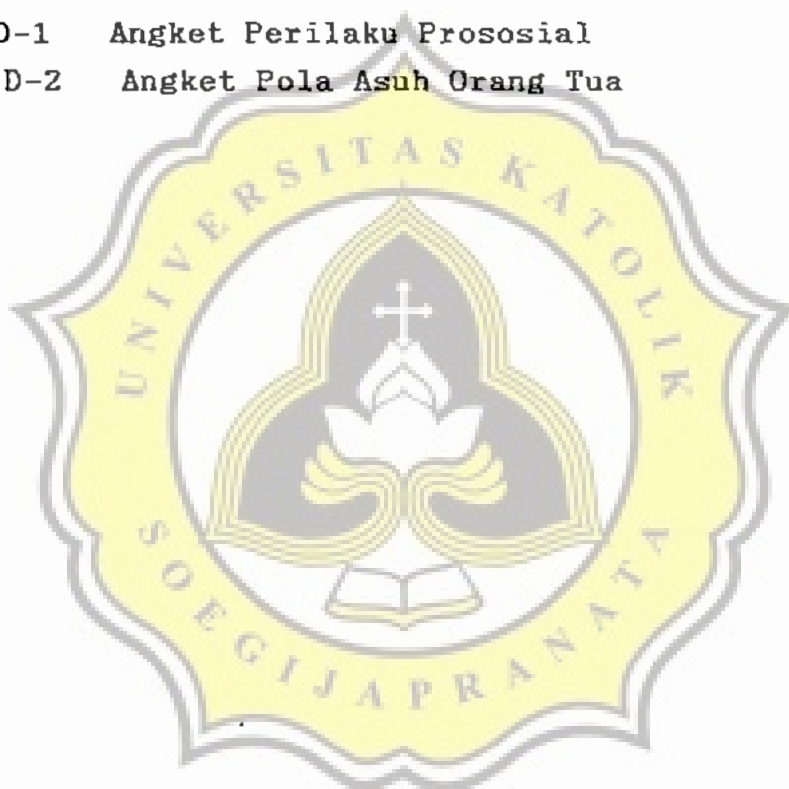 D-1 Angket Perilaku Prososial
D-2 Angket Pola Asuh Orang Tua
UNIVERSITAS KATOLIK
SOEGIJAPRANATA